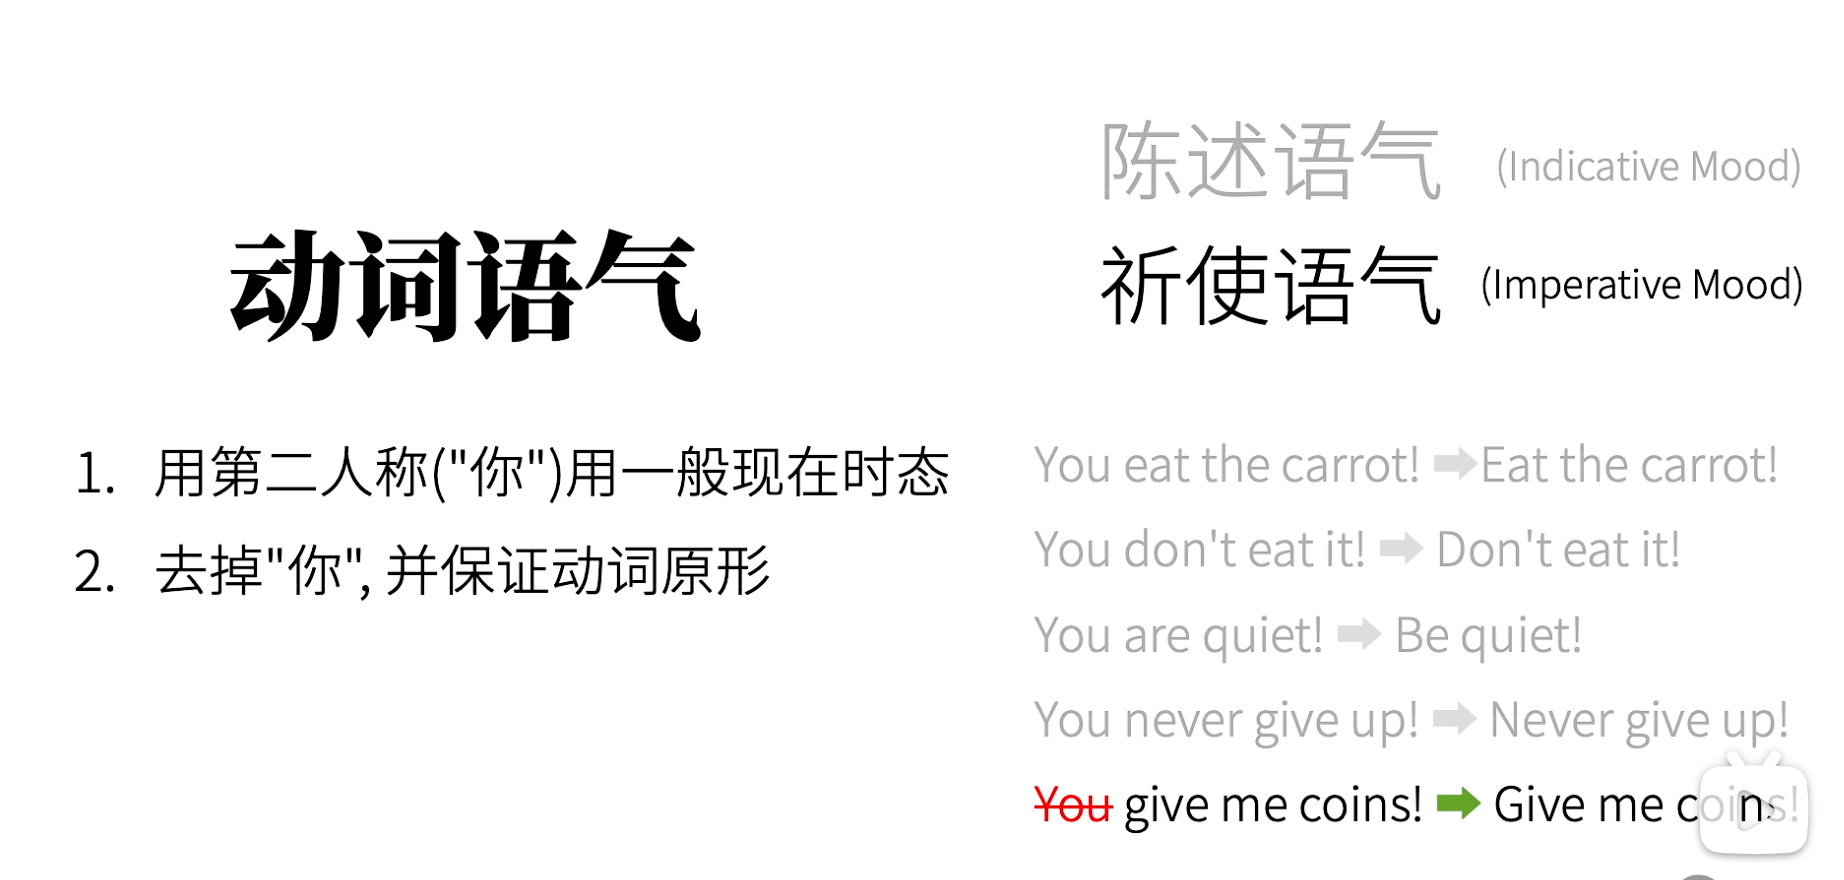 陈述语气 (Indicative Mood)
动词语气
祈使语气 (Imperative Mood)
1. 用第二人称("你")用一般现在时态
2. 去掉"你", 并保证动词原形
You eat the carrot! ➡ Eat the carrot!
You don't eat it! ➡ Don't eat it!
You are quiet! ➡ Be quiet!
You never give up! ➡ Never give up!
You give me coins! ➡ Give me coins!